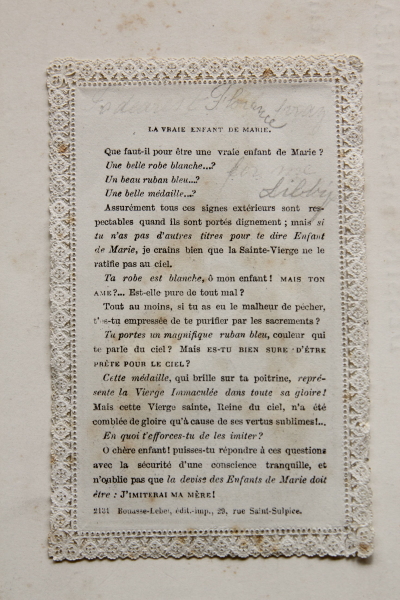 Florence
Libby
LA VRAIE ENFANT DE MARIE.
Que faut-il pour être une vraie enfant de Marie ?
Une belle robe blanche...?
Un beau ruban bleu...?
Une belle médaille...?
Assurément tous ces signes extérieurs sont res-
pectables quand ils sont portés dignement ; mais si
tu n'as pas d'autres titres pour te dire Enfant
de Marie, je crains bien que la Sainte-Vierge ne le
ratifie pas au ciel.
Ta robe est blanche, ô mon enfant ! MAIS TON
AME ?... Est-elle pure de tout mal ?
Tout au moins, si tu as eu le malheur de pécher,
t'es-tu empressée de te purifier par les sacrements ?
Tu portes un magnifique ruban bleu, couleur qui
te parle du ciel ? Mais ES-TU BIEN SURE D'ÊTRE
PRÊTE POUR LE CIEL ?
Cette médaille, qui brille sur ta poitrine, repré-
sente la Vierge Immaculée dans toute sa gloire !
Mais cette Vierge sainte, Reine du ciel, n'a été
comblée de gloire qu'à cause de ses vertus sublimes !...
En quoi t'efforces-tu de les imiter ?
O chère enfant ! puisses-tu répondre à ces questions
avec la sécurité d'une conscience tranquille, et
n'oublie pas que la devise des Enfants de Marie doit
être : J'IMITERAI MA MÈRE !
2131 Bouasse-Lebel, édit.-imp., 29, rue Saint-Sulpice.